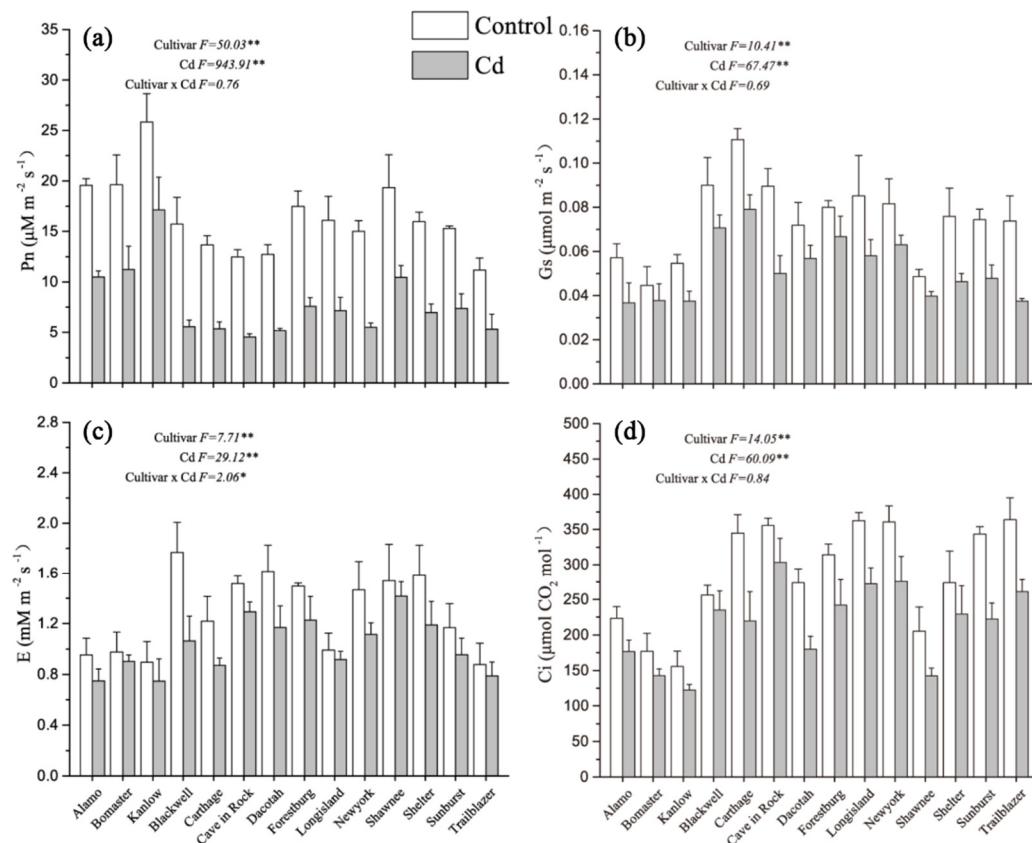 (a)
Cultivar F=50.03**
Cd F=943.91**
Cultivar x Cd F=0.76
Control
Cd
35
30
25
20
15
10
5
0
Pn (μM m⁻² s⁻¹)
(b)
Cultivar F=10.41**
Cd F=67.47**
Cultivar x Cd F=0.69
0.16
0.14
0.12
0.10
0.08
0.06
0.04
0.02
0.00
Gs (μmol m⁻² s⁻¹)
(c)
Cultivar F=7.71**
Cd F=29.12**
Cultivar x Cd F=2.06*
2.8
2.4
2.0
1.6
1.2
0.8
0.4
0.0
E (mM m⁻² s⁻¹)
Alamo
Bomaster
Kanlow
Blackwell
Carthage
Cave in Rock
Dacotah
Forestburg
Longisland
Newyork
Shawnee
Shelter
Sunburst
Trailblazer
(d)
Cultivar F=14.05**
Cd F=60.09**
Cultivar x Cd F=0.84
500
450
400
350
300
250
200
150
100
50
0
Ci (μmol CO₂ mol⁻¹)
Alamo
Bomaster
Kanlow
Blackwell
Carthage
Cave in Rock
Dacotah
Forestburg
Longisland
Newyork
Shawnee
Shelter
Sunburst
Trailblazer